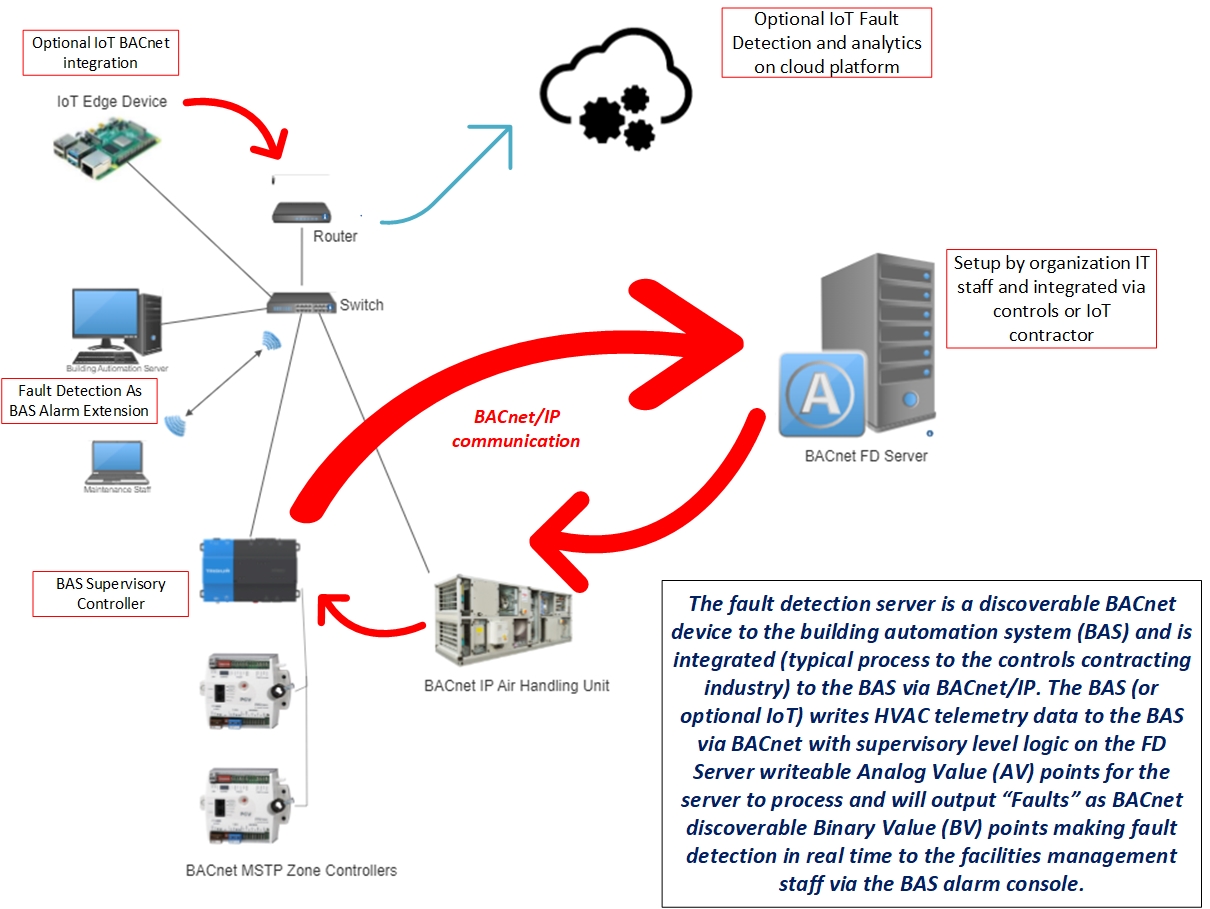 Optional IoT BACnet
integration
IoT Edge Device
Optional IoT Fault
Detection and analytics
on cloud platform
Router
Switch
Building Automation Server
Fault Detection As
BAS Alarm Extension
Maintenance Staff
BACnet/IP
communication
Setup by organization IT
staff and integrated via
controls or IoT
contractor
A
BACnet FD Server
BAS Supervisory
Controller
BACnet IP Air Handling Unit
BACnet MSTP Zone Controllers
The fault detection server is a discoverable BACnet
device to the building automation system (BAS) and is
integrated (typical process to the controls contracting
industry) to the BAS via BACnet/IP. The BAS (or
optional IoT) writes HVAC telemetry data to the BAS
via BACnet with supervisory level logic on the FD
Server writeable Analog Value (AV) points for the
server to process and will output “Faults” as BACnet
discoverable Binary Value (BV) points making fault
detection in real time to the facilities management
staff via the BAS alarm console.